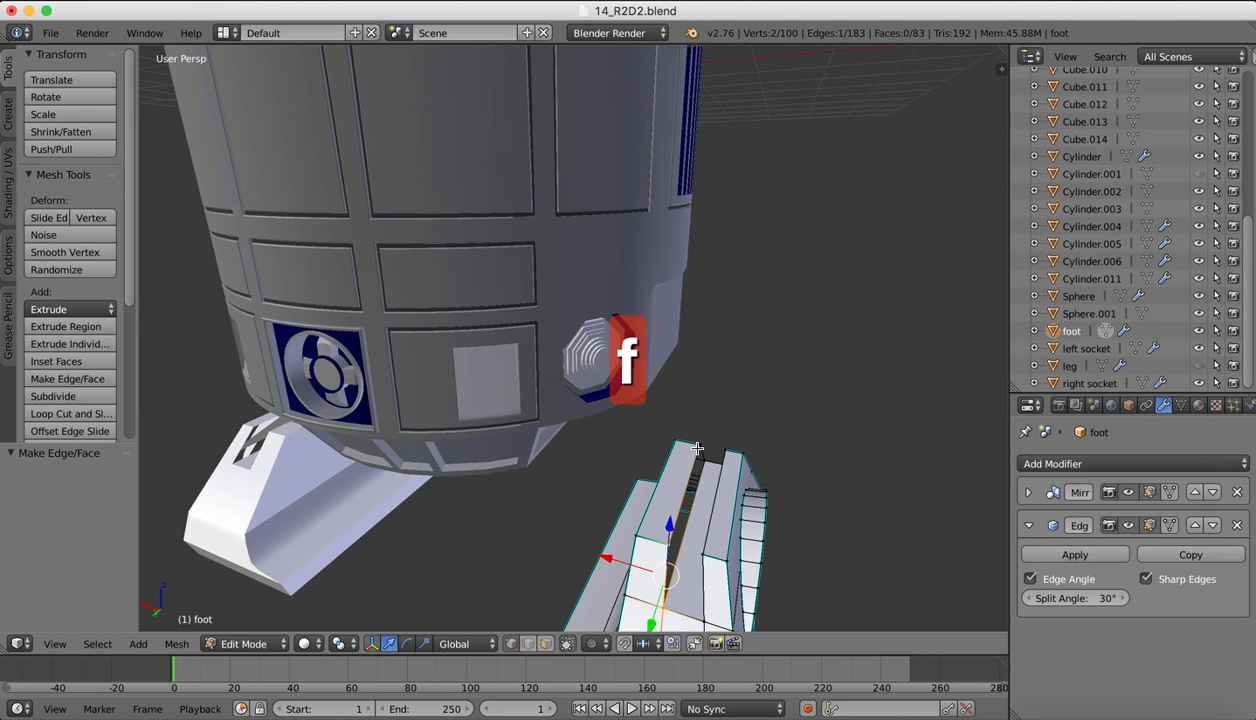 14_R2D2.blend
File Render Window Help Default Scene Blender Render v2.76 | Verts:2/100 | Edges:1/183 | Faces:0/83 | Tris:192 | Mem:45.88M | foot
Tools
Create
Shading / UVs
Options
Grease Pencil
Transform
Translate
Rotate
Scale
Shrink/Fatten
Push/Pull
Mesh Tools
Deform:
Slide Ed Vertex
Noise
Smooth Vertex
Randomize
Add:
Extrude
Extrude Region
Extrude Individ...
Inset Faces
Make Edge/Face
Subdivide
Loop Cut and Sl...
Offset Edge Slide
Make Edge/Face
User Persp
f
(1) foot
View Search All Scenes
Cube.010
Cube.011
Cube.012
Cube.013
Cube.014
Cylinder
Cylinder.001
Cylinder.002
Cylinder.003
Cylinder.004
Cylinder.005
Cylinder.006
Cylinder.011
Sphere
Sphere.001
foot
left socket
leg
right socket
foot
Add Modifier
Mirr
Edg
Apply Copy
Edge Angle Sharp Edges
Split Angle: 30°
View Select Add Mesh Edit Mode Global
-40 -20 0 20 40 60 80 100 120 140 160 180 200 220 240 260 280
View Marker Frame Playback Start: 1 End: 250 1 No Sync